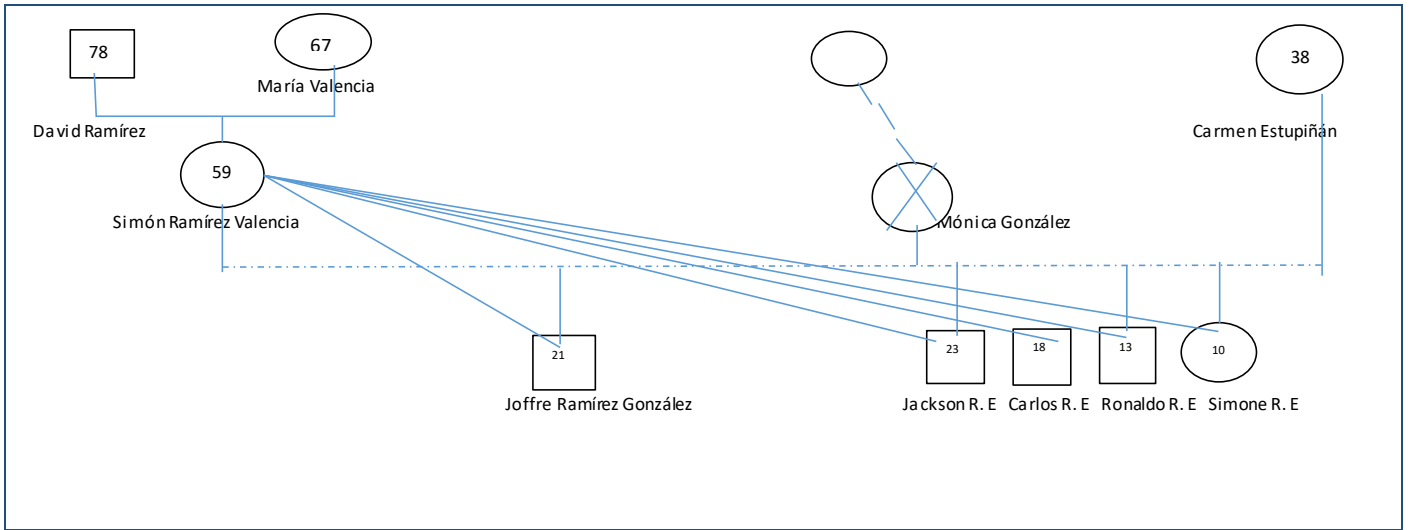 78
67
38
María Valencia
David Ramírez
Carmen Estupiñán
59
Simón Ramírez Valencia
Mónica González
21
23
18
13
10
Joffre Ramírez González
Jackson R. E
Carlos R. E
Ronaldo R. E
Simone R. E